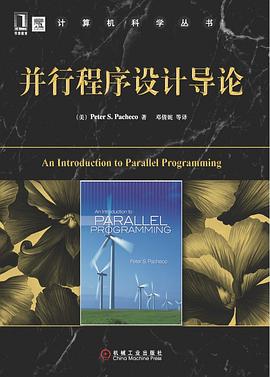 计算机科学丛书
并行程序设计导论
(美) Peter S. Pacheco 著 邓倩妮 等译
An Introduction to Parallel Programming
An Introduction to
PARALLEL
PROGRAMMING
Peter S. Pacheco
机械工业出版社
China Machine Press